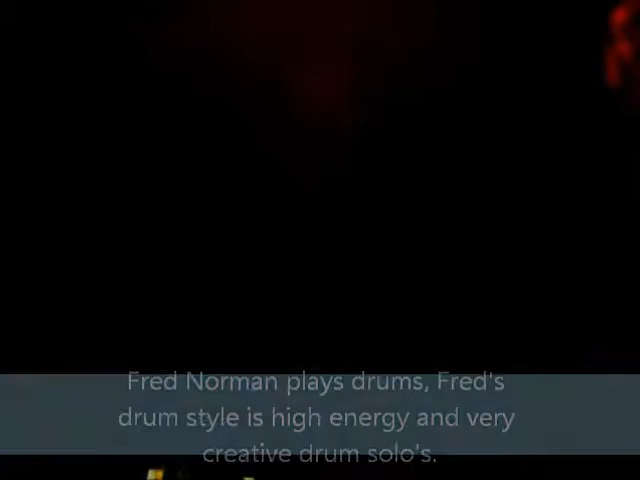 Fred Norman plays drums, Fred's
drum style is high energy and very
creative drum solo's.